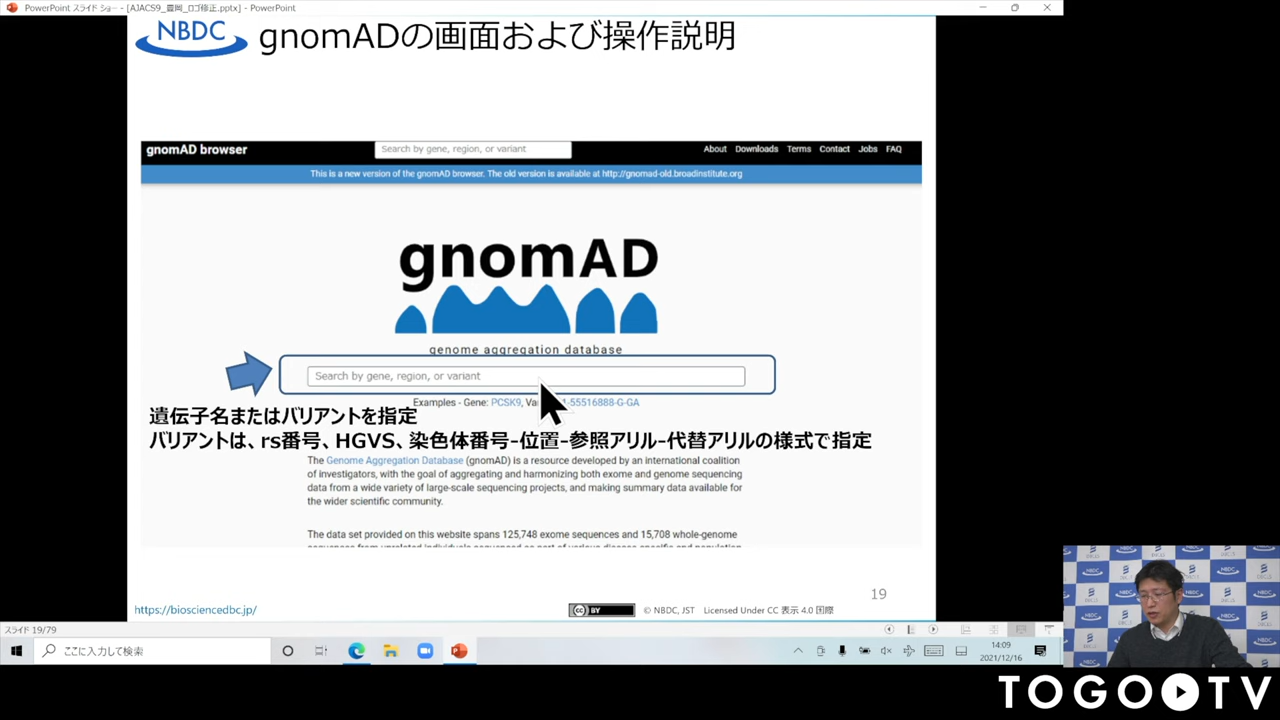 PowerPoint スライド ショー - [AJACS9_豊岡_ロゴ修正.pptx] - PowerPoint
NBDC
gnomADの画面および操作説明
gnomAD browser
Search by gene, region, or variant
About Downloads Terms Contact Jobs FAQ
This is a new version of the gnomAD browser. The old version is available at http://gnomad-old.broadinstitute.org
gnomAD
genome aggregation database
Search by gene, region, or variant
Examples - Gene: PCSK9, 1-55516888-G-GA
遺伝子名またはバリアントを指定
バリアントは、rs番号、HGVS、染色体番号-位置-参照アリル-代替アリルの様式で指定
The Genome Aggregation Database (gnomAD) is a resource developed by an international coalition
of investigators, with the goal of aggregating and harmonizing both exome and genome sequencing
data from a wide variety of large-scale sequencing projects, and making summary data available for
the wider scientific community.
The data set provided on this website spans 125,748 exome sequences and 15,708 whole-genome
19
https://biosciencedbc.jp/
CC BY
© NBDC, JST Licensed Under CC 表示 4.0 国際
スライド 19/79
ここに入力して検索
14:09
2021/12/16
NBDC
TOGO TV